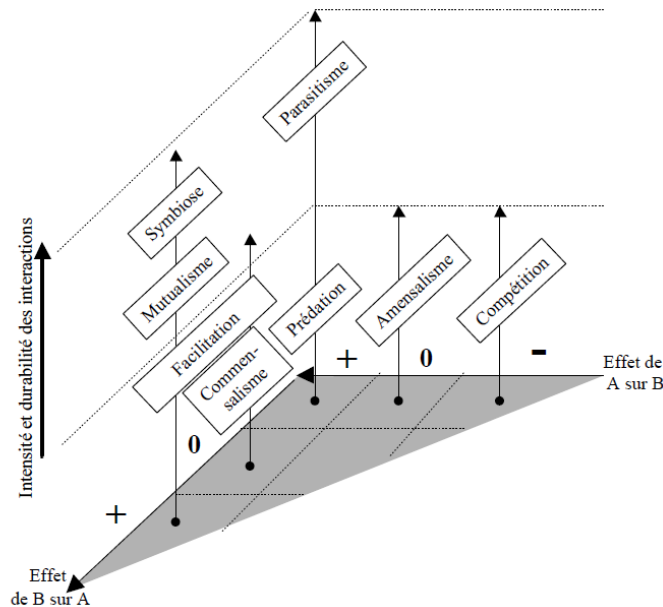 Parasitisme
Symbiose
Mutualisme
Facilitation
Commen-
salisme
Prédation
Amensalisme
Compétition
Intensité et durabilité des interactions
+
0
-
Effet de
A sur B
0
+
Effet
de B sur A